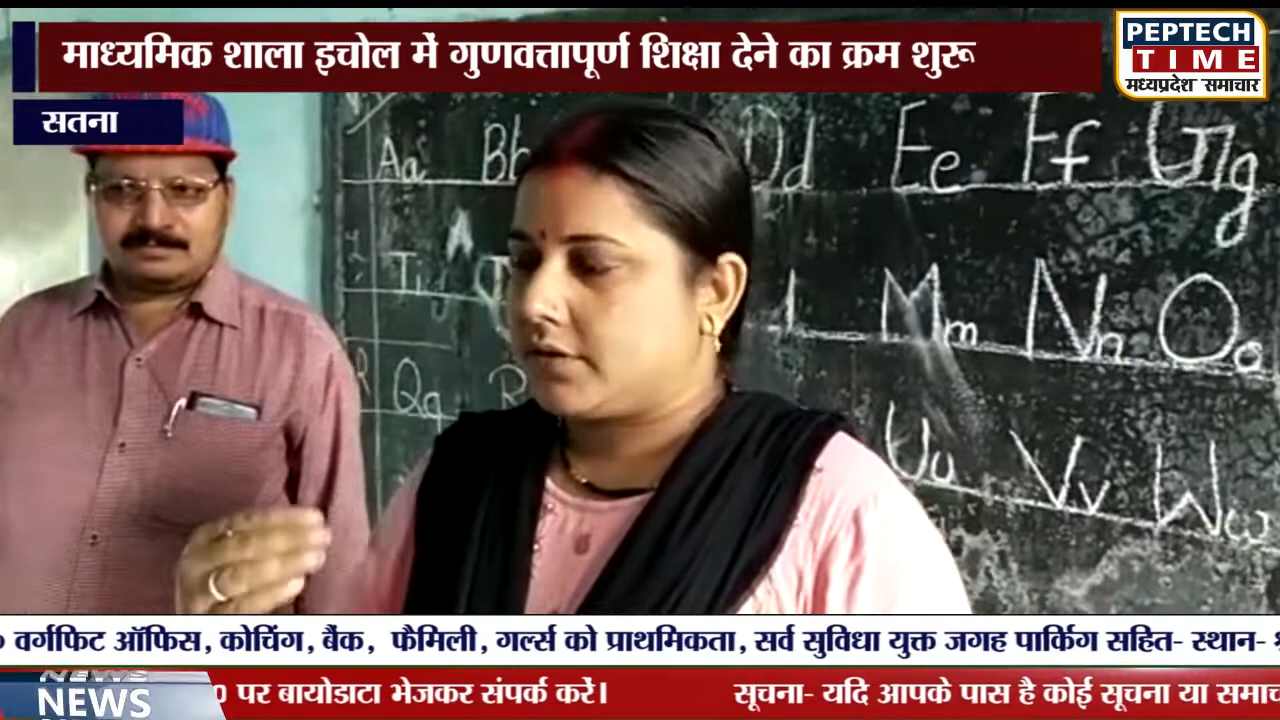 माध्यमिक शाला इचोल में गुणवत्तापूर्ण शिक्षा देने का क्रम शुरू
PEPTECH
TIME
मध्यप्रदेश समाचार
सतना
Aa Bb Dd Ee Ff Gg
Mm Nn Oo
Qq R
Uu Vv Ww
वर्गफिट ऑफिस, कोचिंग, बैंक, फैमिली, गर्ल्स को प्राथमिकता, सर्व सुविधा युक्त जगह पार्किग सहित- स्थान-
NEWS
0 पर बायोडाटा भेजकर संपर्क करें। सूचना- यदि आपके पास है कोई सूचना या समाच